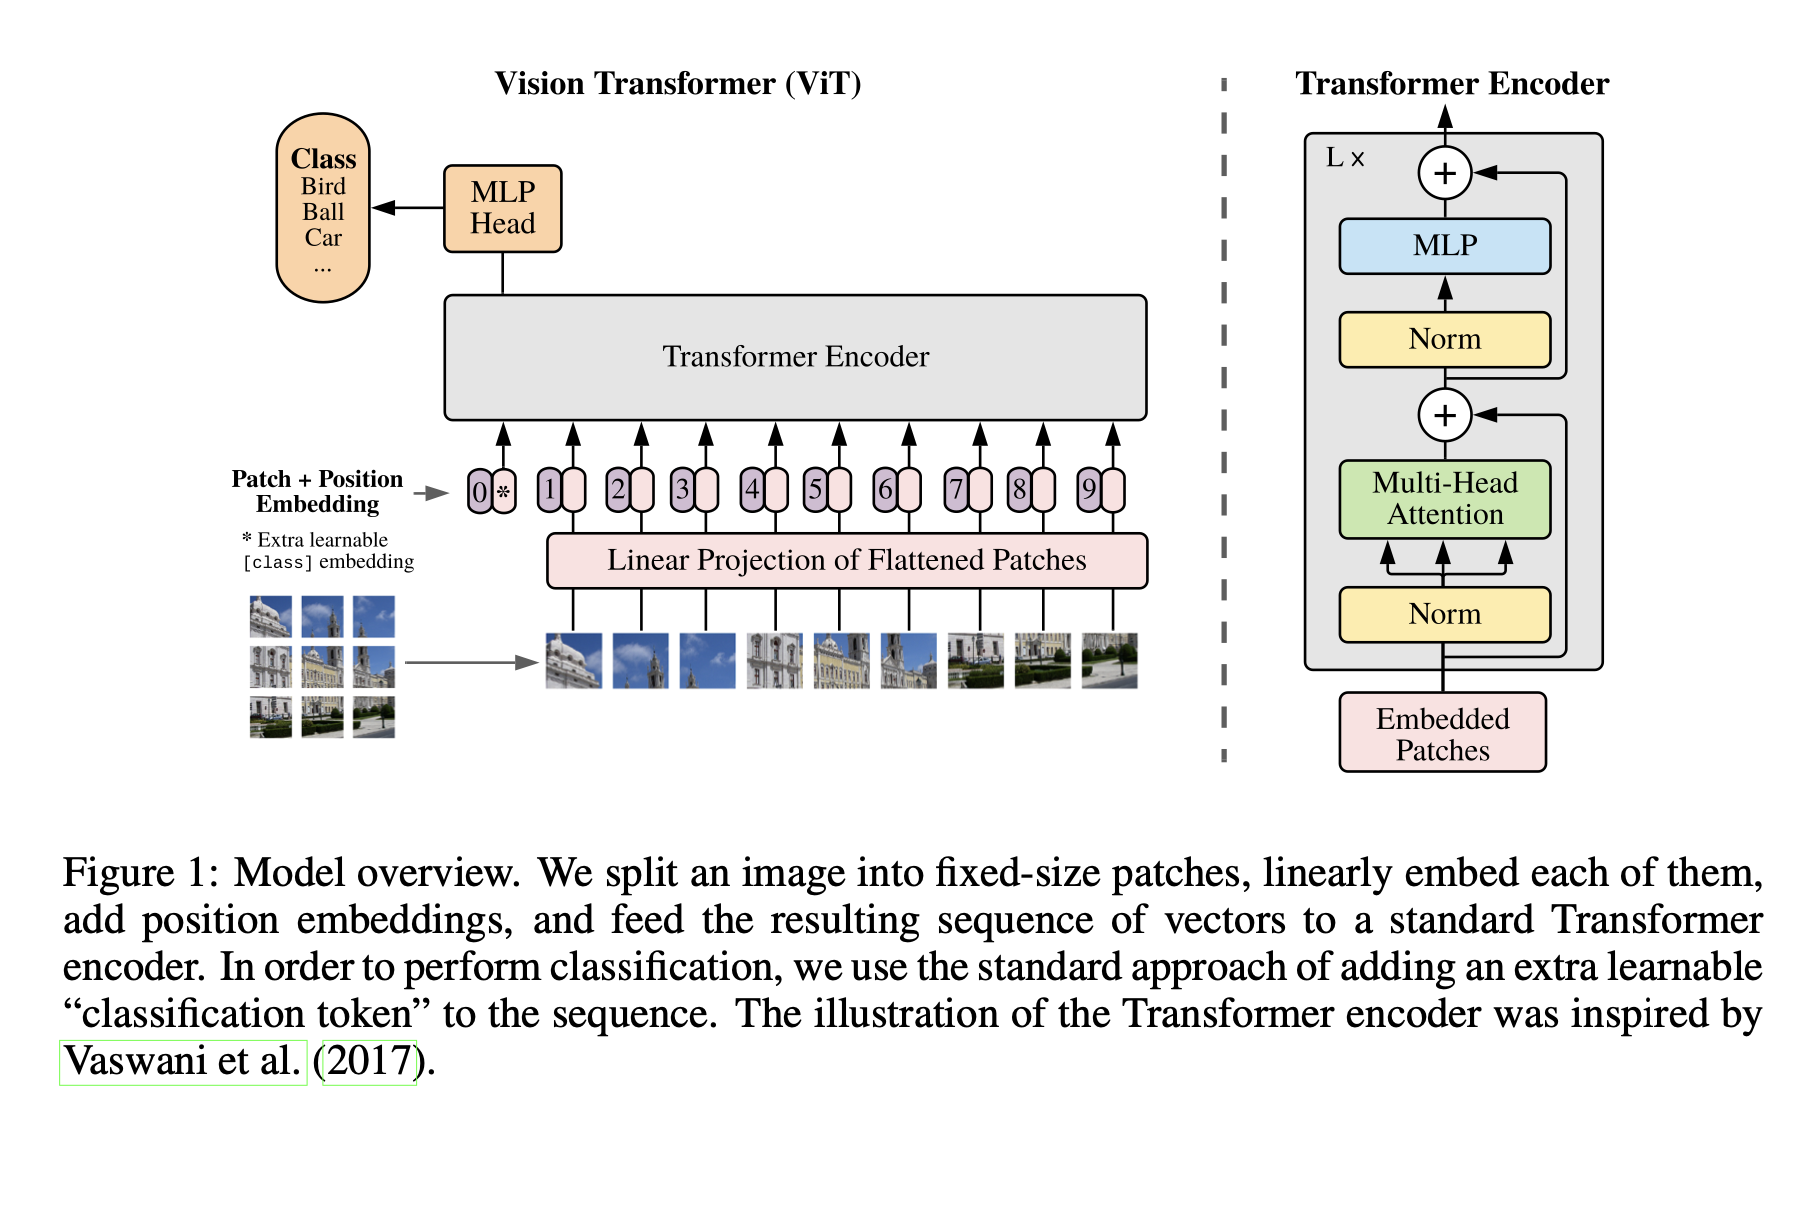 Vision Transformer (ViT)
Class
Bird
Ball
Car
...
MLP
Head
Transformer Encoder
Patch + Position
Embedding
0 * 1 2 3 4 5 6 7 8 9
* Extra learnable
[class] embedding
Linear Projection of Flattened Patches
Transformer Encoder
L x
+
MLP
Norm
+
Multi-Head
Attention
Norm
Embedded
Patches
Figure 1: Model overview. We split an image into fixed-size patches, linearly embed each of them,
add position embeddings, and feed the resulting sequence of vectors to a standard Transformer
encoder. In order to perform classification, we use the standard approach of adding an extra learnable
“classification token” to the sequence. The illustration of the Transformer encoder was inspired by
Vaswani et al. (2017).